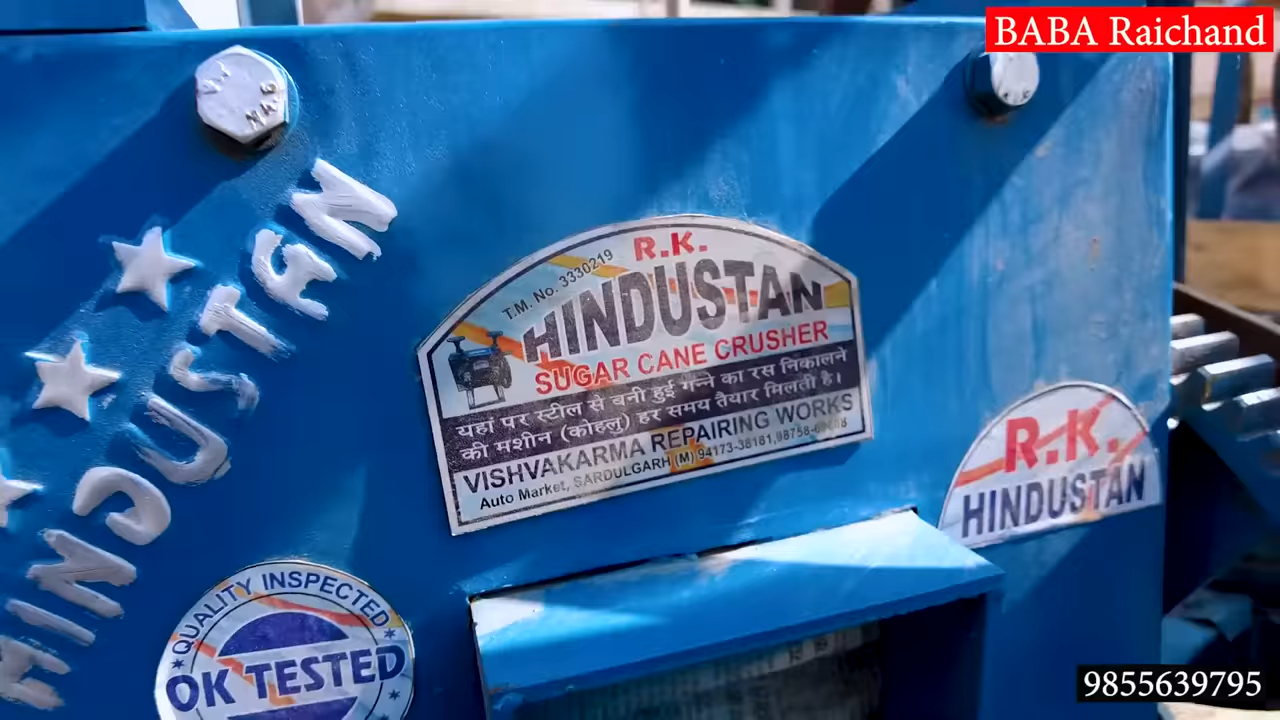 BABA Raichand
HINDUSTAN
R.K.
T.M. No. 3330219
HINDUSTAN
SUGAR CANE CRUSHER
यहां पर स्टील से बनी हुई गन्ने का रस निकालने
की मशीन (कोहलु) हर समय तैयार मिलती है।
VISHVAKARMA REPAIRING WORKS
Auto Market, SARDULGARH (M) 94173-38181,
R.K.
HINDUSTAN
QUALITY INSPECTED
OK TESTED
9855639795